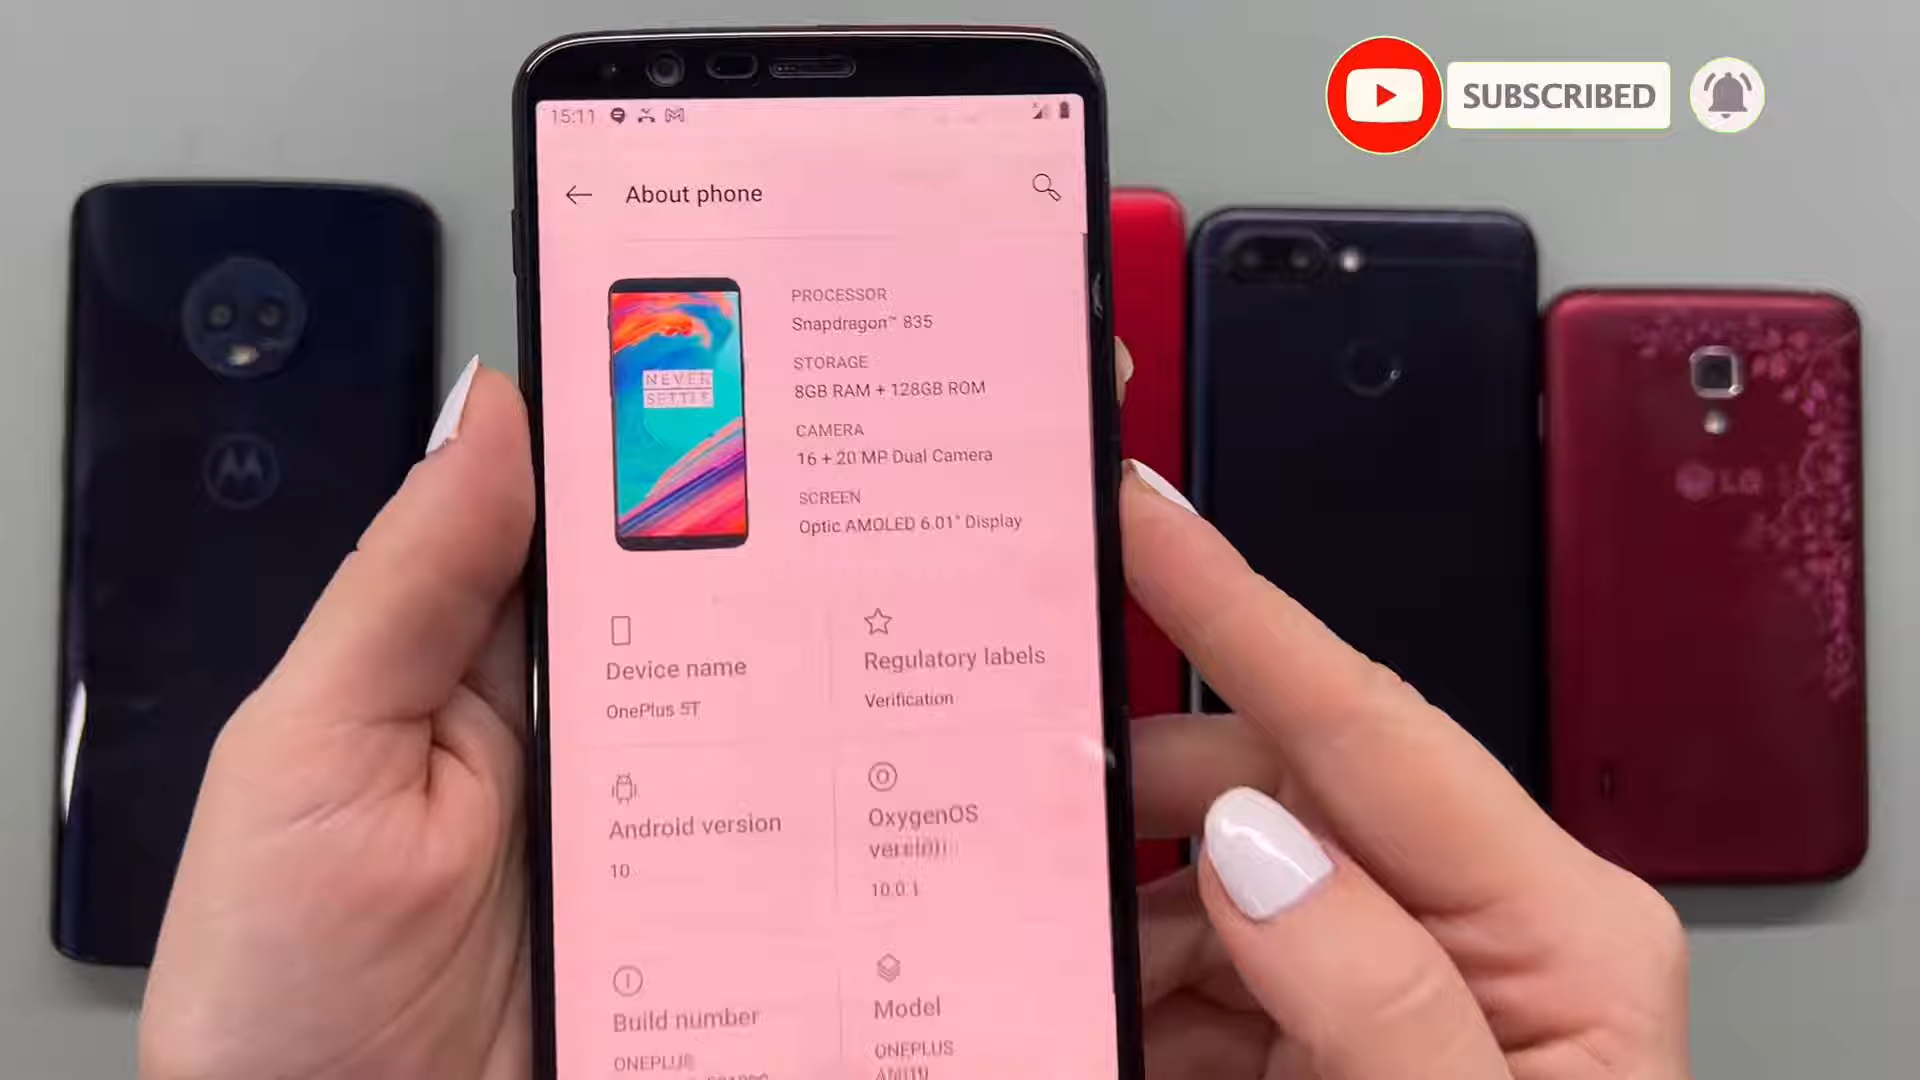 SUBSCRIBED
15:11
About phone
PROCESSOR
Snapdragon™ 835
STORAGE
8GB RAM + 128GB ROM
CAMERA
16 + 20 MP Dual Camera
SCREEN
Optic AMOLED 6.01" Display
NEVER
SETTLE
Device name
OnePlus 5T
Regulatory labels
Verification
Android version
10
OxygenOS
10.0.1
Build number
ONEPLUS
Model
ONEPLUS
LG